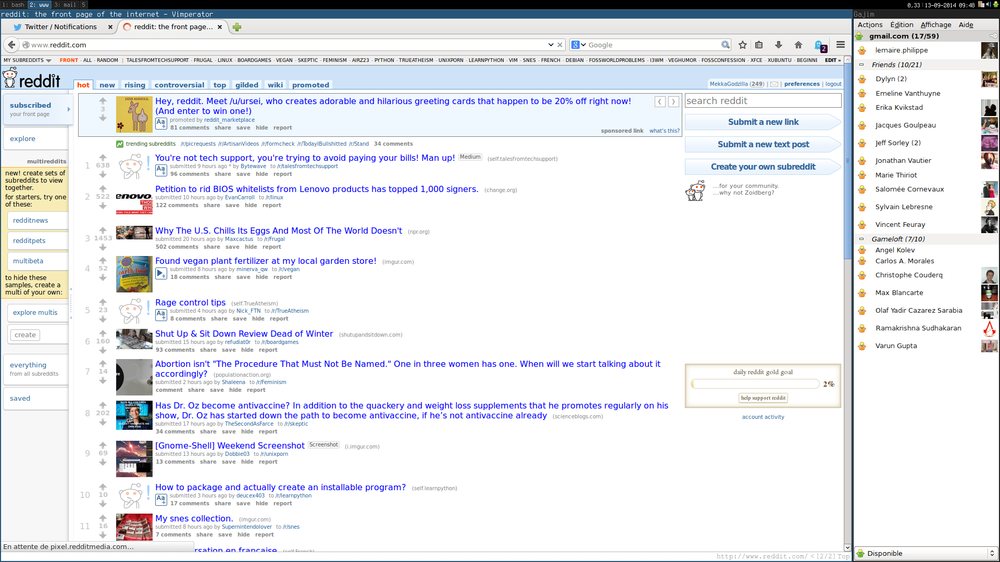 1: bash 2: www 3: mail 5
0,33 :13-09-2014 09:48
reddit: the front page of the internet - Vimperator
Gajim
Twitter / Notifications
reddit: the front page...
Actions Édition Affichage Aide
www.reddit.com
Google
2
gmail.com (17/59)
MY SUBREDDITS FRONT ALL RANDOM | TALESFROMTECHSUPPORT FRUGAL LINUX BOARDGAMES VEGAN SKEPTIC FEMINISM AIRZ23 PYTHON TRUEATHEISM UNIXPORN LEARNPYTHON VIM SNES FRENCH DEBIAN FOSSWORLDPROBLEMS I3WM VEGHUMOR FOSSCONFESSION XFCE XUBUNTU BEGINN EDIT »
reddit
hot new rising controversial top gilded wiki promoted
MekkaGodzilla (249) | preferences | logout
subscribed
your front page
explore
multireddits
new! create sets of
subreddits to view
together.
for starters, try one
of these:
redditnews
redditpets
multibeta
to hide these
samples, create a
multi of your own:
explore multis
create
everything
from all subreddits
saved
3
Hey, reddit. Meet /u/ursei, who creates adorable and hilarious greeting cards that happen to be 20% off right now!
(And enter to win one!)
promoted by reddit_marketplace
81 comments share save hide report
sponsored link what's this?
trending subreddits /r/picrequests /r/ArtisanVideos /r/formcheck /r/TodayIBullshitted /r/Stand 34 comments
1
638
You're not tech support, you're trying to avoid paying your bills! Man up! Medium (self.talesfromtechsupport)
submitted 9 hours ago * by Bytewave to /r/talesfromtechsupport
96 comments share save hide report
2
522
Petition to rid BIOS whitelists from Lenovo products has topped 1,000 signers. (change.org)
submitted 10 hours ago by EvanCarroll to /r/linux
122 comments share save hide report
3
1453
Why The U.S. Chills Its Eggs And Most Of The World Doesn't (npr.org)
submitted 20 hours ago by Maxcactus to /r/Frugal
502 comments share save hide report
4
52
Found vegan plant fertilizer at my local garden store! (imgur.com)
submitted 8 hours ago by minerva_qw to /r/vegan
18 comments share save hide report
5
23
Rage control tips (self.TrueAtheism)
submitted 4 hours ago by Nick_FTN to /r/TrueAtheism
8 comments share save hide report
6
160
Shut Up & Sit Down Review Dead of Winter (shutupandsitdown.com)
submitted 15 hours ago by refudiat0r to /r/boardgames
93 comments share save hide report
7
14
Abortion isn't "The Procedure That Must Not Be Named." One in three women has one. When will we start talking about it
accordingly? (populationaction.org)
submitted 2 hours ago by Shaleena to /r/Feminism
comment share save hide report
8
202
Has Dr. Oz become antivaccine? In addition to the quackery and weight loss supplements that he promotes regularly on his
show, Dr. Oz has started down the path to become antivaccine, if he's not antivaccine already (scienceblogs.com)
submitted 17 hours ago by TheSecondAsFarce to /r/skeptic
34 comments share save hide report
9
69
[Gnome-Shell] Weekend Screenshot Screenshot (i.imgur.com)
submitted 13 hours ago by Dobbie03 to /r/unixporn
13 comments share save hide report
10
10
How to package and actually create an installable program? (self.learnpython)
submitted 3 hours ago by deucex403 to /r/learnpython
17 comments share save hide report
11
16
My snes collection. (imgur.com)
submitted 8 hours ago by Supernintendolover to /r/snes
7 comments share save hide report
search reddit
Submit a new link
Submit a new text post
Create your own subreddit
...for your community.
...why not Zoidberg?
daily reddit gold goal
2%
help support reddit
account activity
lemaire.philippe
Friends (10/21)
Dylyn (2)
Emeline Vanthuyne
Erika Kvikstad
Jacques Goulpeau
Jeff Sorley (2)
Jonathan Vautier
Marie Thiriot
Salomée Cornevaux
Sylvain Lebresne
Vincent Feuray
Gameloft (7/10)
Angel Kolev
Carlos A. Morales
Christophe Couderq
Max Blancarte
Olaf Yadir Cazarez Sarabia
Ramakrishna Sudhakaran
Varun Gupta
En attente de pixel.redditmedia.com...
http://www.reddit.com/ <[2/2] Top
Disponible